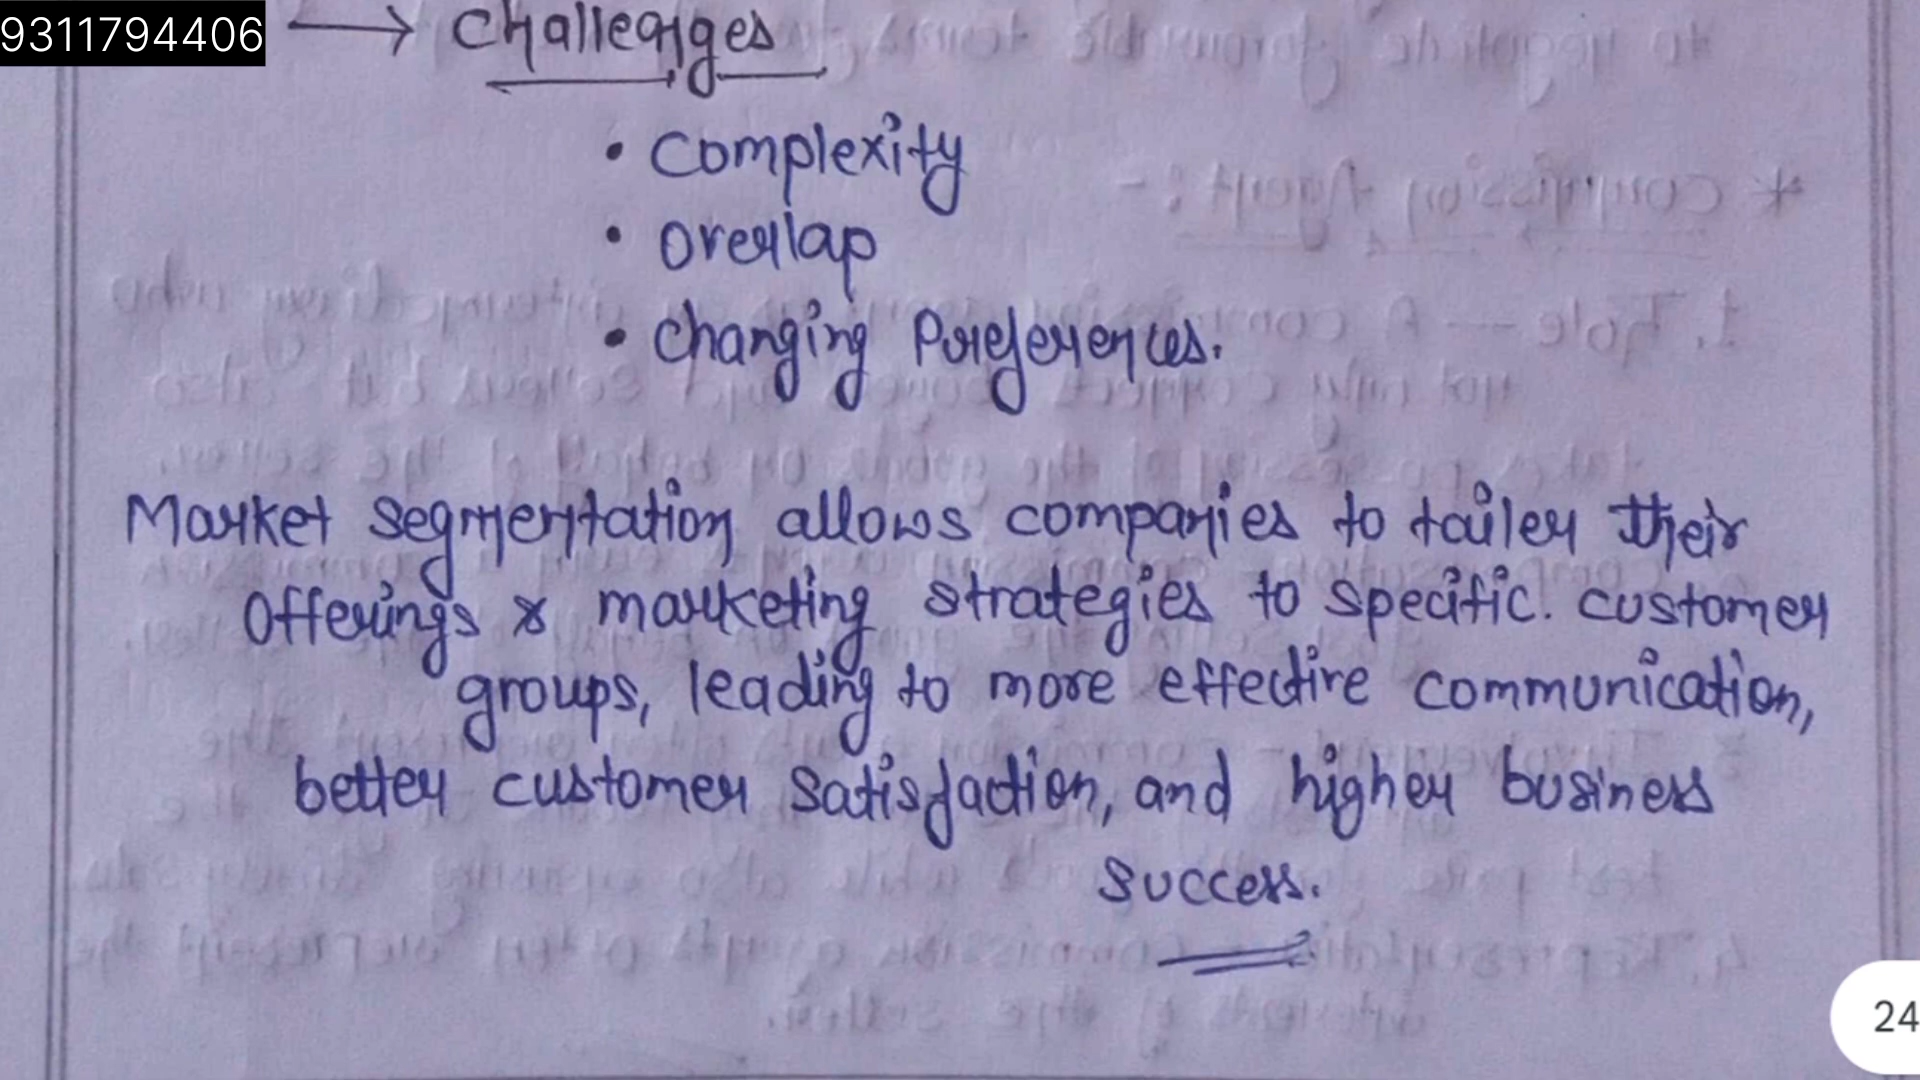 9311794406
→ Challenges
• Complexity
• Overlap
• Changing Preferences.
Market segmentation allows companies to tailer their
offerings & marketing strategies to specific. customer
groups, leading to more effective communication,
better customer satisfaction, and higher business
success.
24